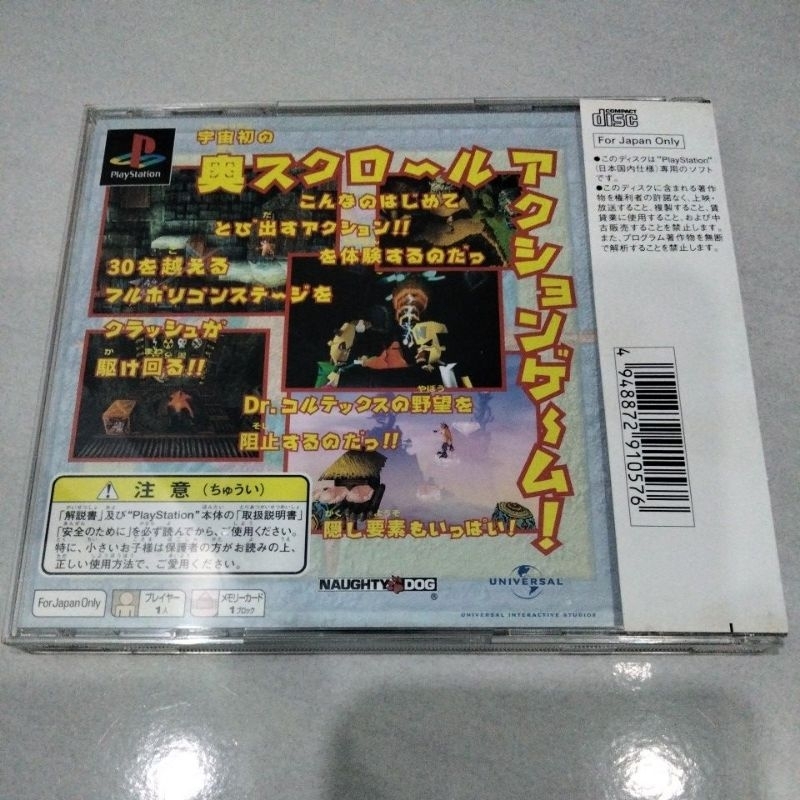 PlayStation
宇宙初の
奥スクロ〜ル
アクションゲ〜ム!
こんなのはじめて
とび出すアクション!!
を体験するのだっ
30を越える
フルポリゴンステ〜ジを
クラッシュが
駆け回る!!
Dr.コルテックスの野望を
阻止するのだっ!!
隠し要素もいっぱい!
注意(ちゅうい)
「解説書」及び"PlayStation"本体の「取扱説明書」
「安全のために」を必ず読んでから、ご使用ください。
特に、小さいお子様は保護者の方がお読みの上、
正しい使用方法で、ご愛用ください。
For Japan Only
プレイヤー
1人
メモリーカード
1ブロック
NAUGHTY DOG
®
UNIVERSAL
UNIVERSAL INTERACTIVE STUDIOS
COMPACT
disc
For Japan Only
●このディスクは"PlayStation"
(日本国内仕様)専用のソフト
です。
●このディスクに含まれる著作
物を権利者の許諾なく、上映・
放送すること、複製すること、賃
貸業に使用すること、および中
古販売することを禁止します。
また、プログラム著作物を無断
で解析することを禁止します。
4948872910576